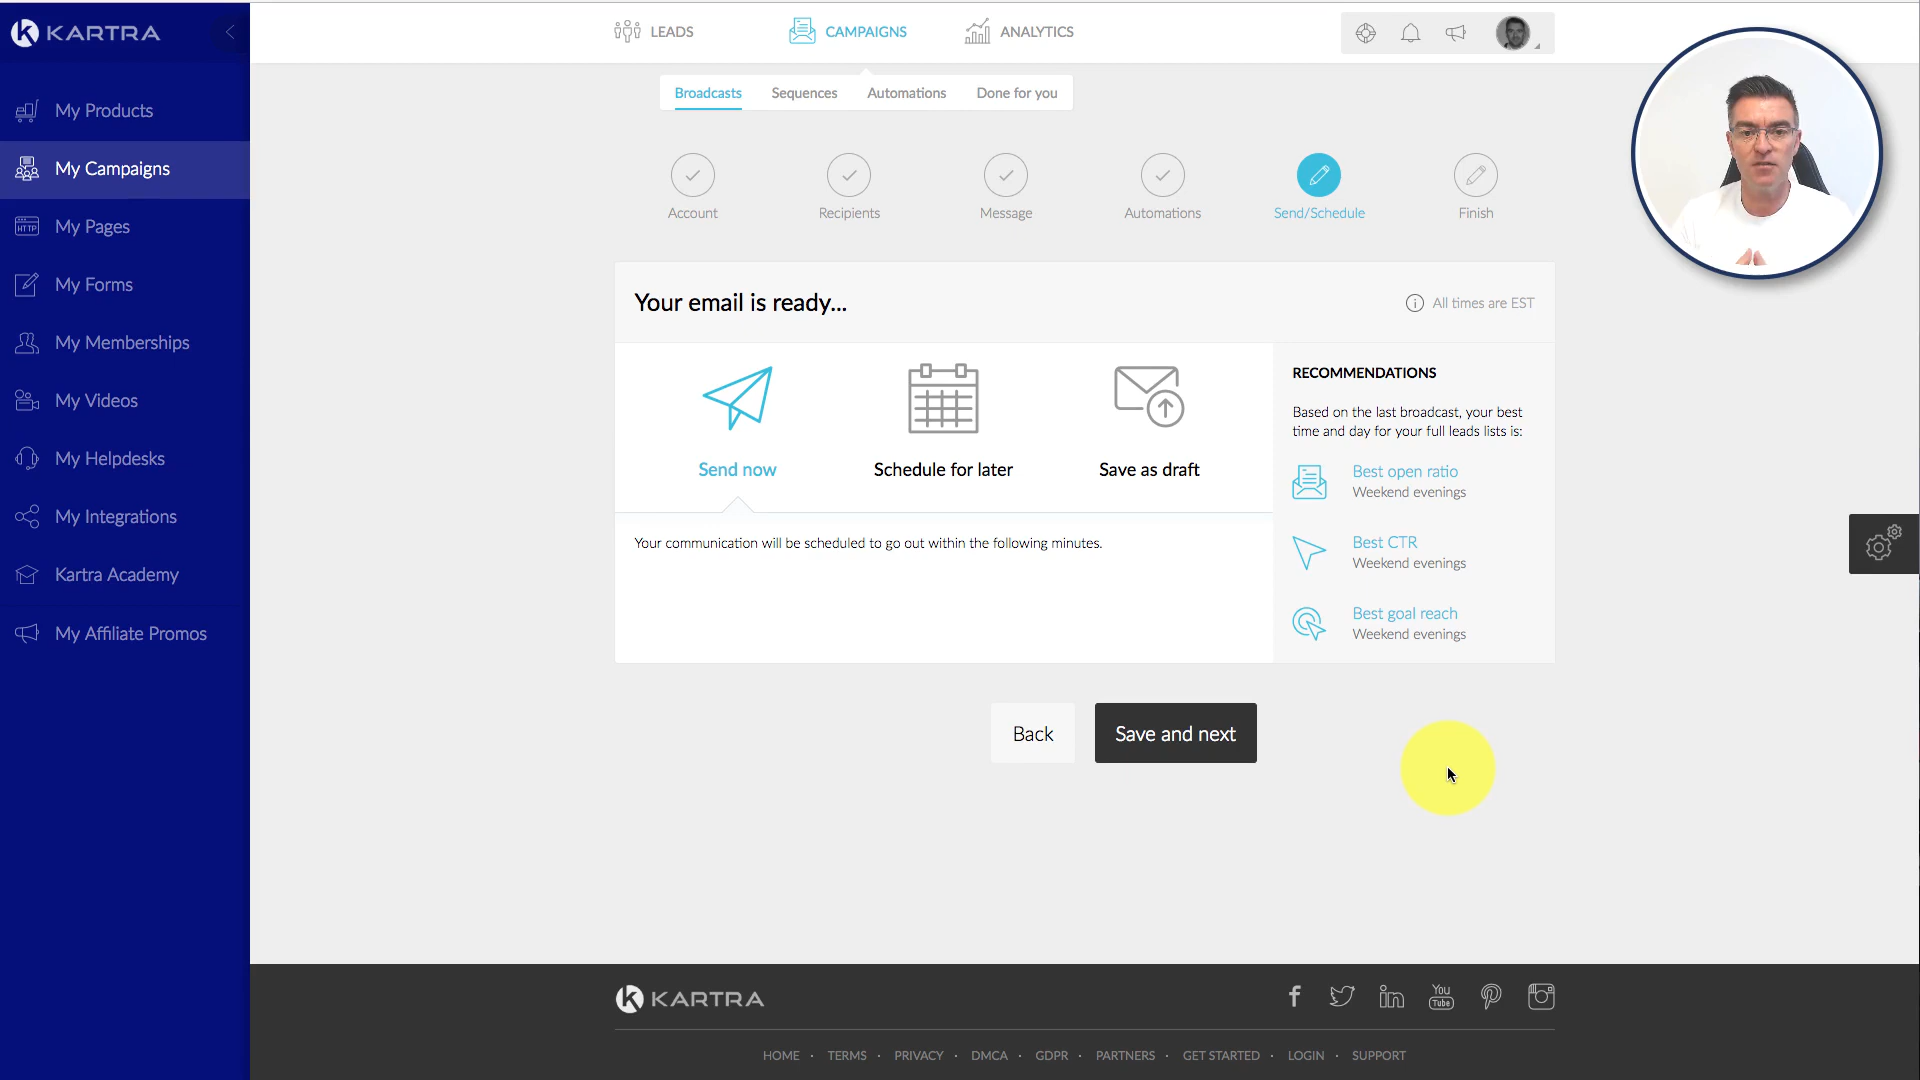 KARTRA
LEADS
CAMPAIGNS
ANALYTICS
Broadcasts
Sequences
Automations
Done for you
My Products
My Campaigns
My Pages
HTTP
My Forms
My Memberships
My Videos
My Helpdesks
My Integrations
Kartra Academy
My Affiliate Promos
Account
Recipients
Message
Automations
Send/Schedule
Finish
Your email is ready...
All times are EST
Send now
Schedule for later
Save as draft
Your communication will be scheduled to go out within the following minutes.
RECOMMENDATIONS
Based on the last broadcast, your best
time and day for your full leads lists is:
Best open ratio
Weekend evenings
Best CTR
Weekend evenings
Best goal reach
Weekend evenings
Back
Save and next
KARTRA
You
Tube
HOME · TERMS · PRIVACY · DMCA · GDPR · PARTNERS · GET STARTED · LOGIN · SUPPORT